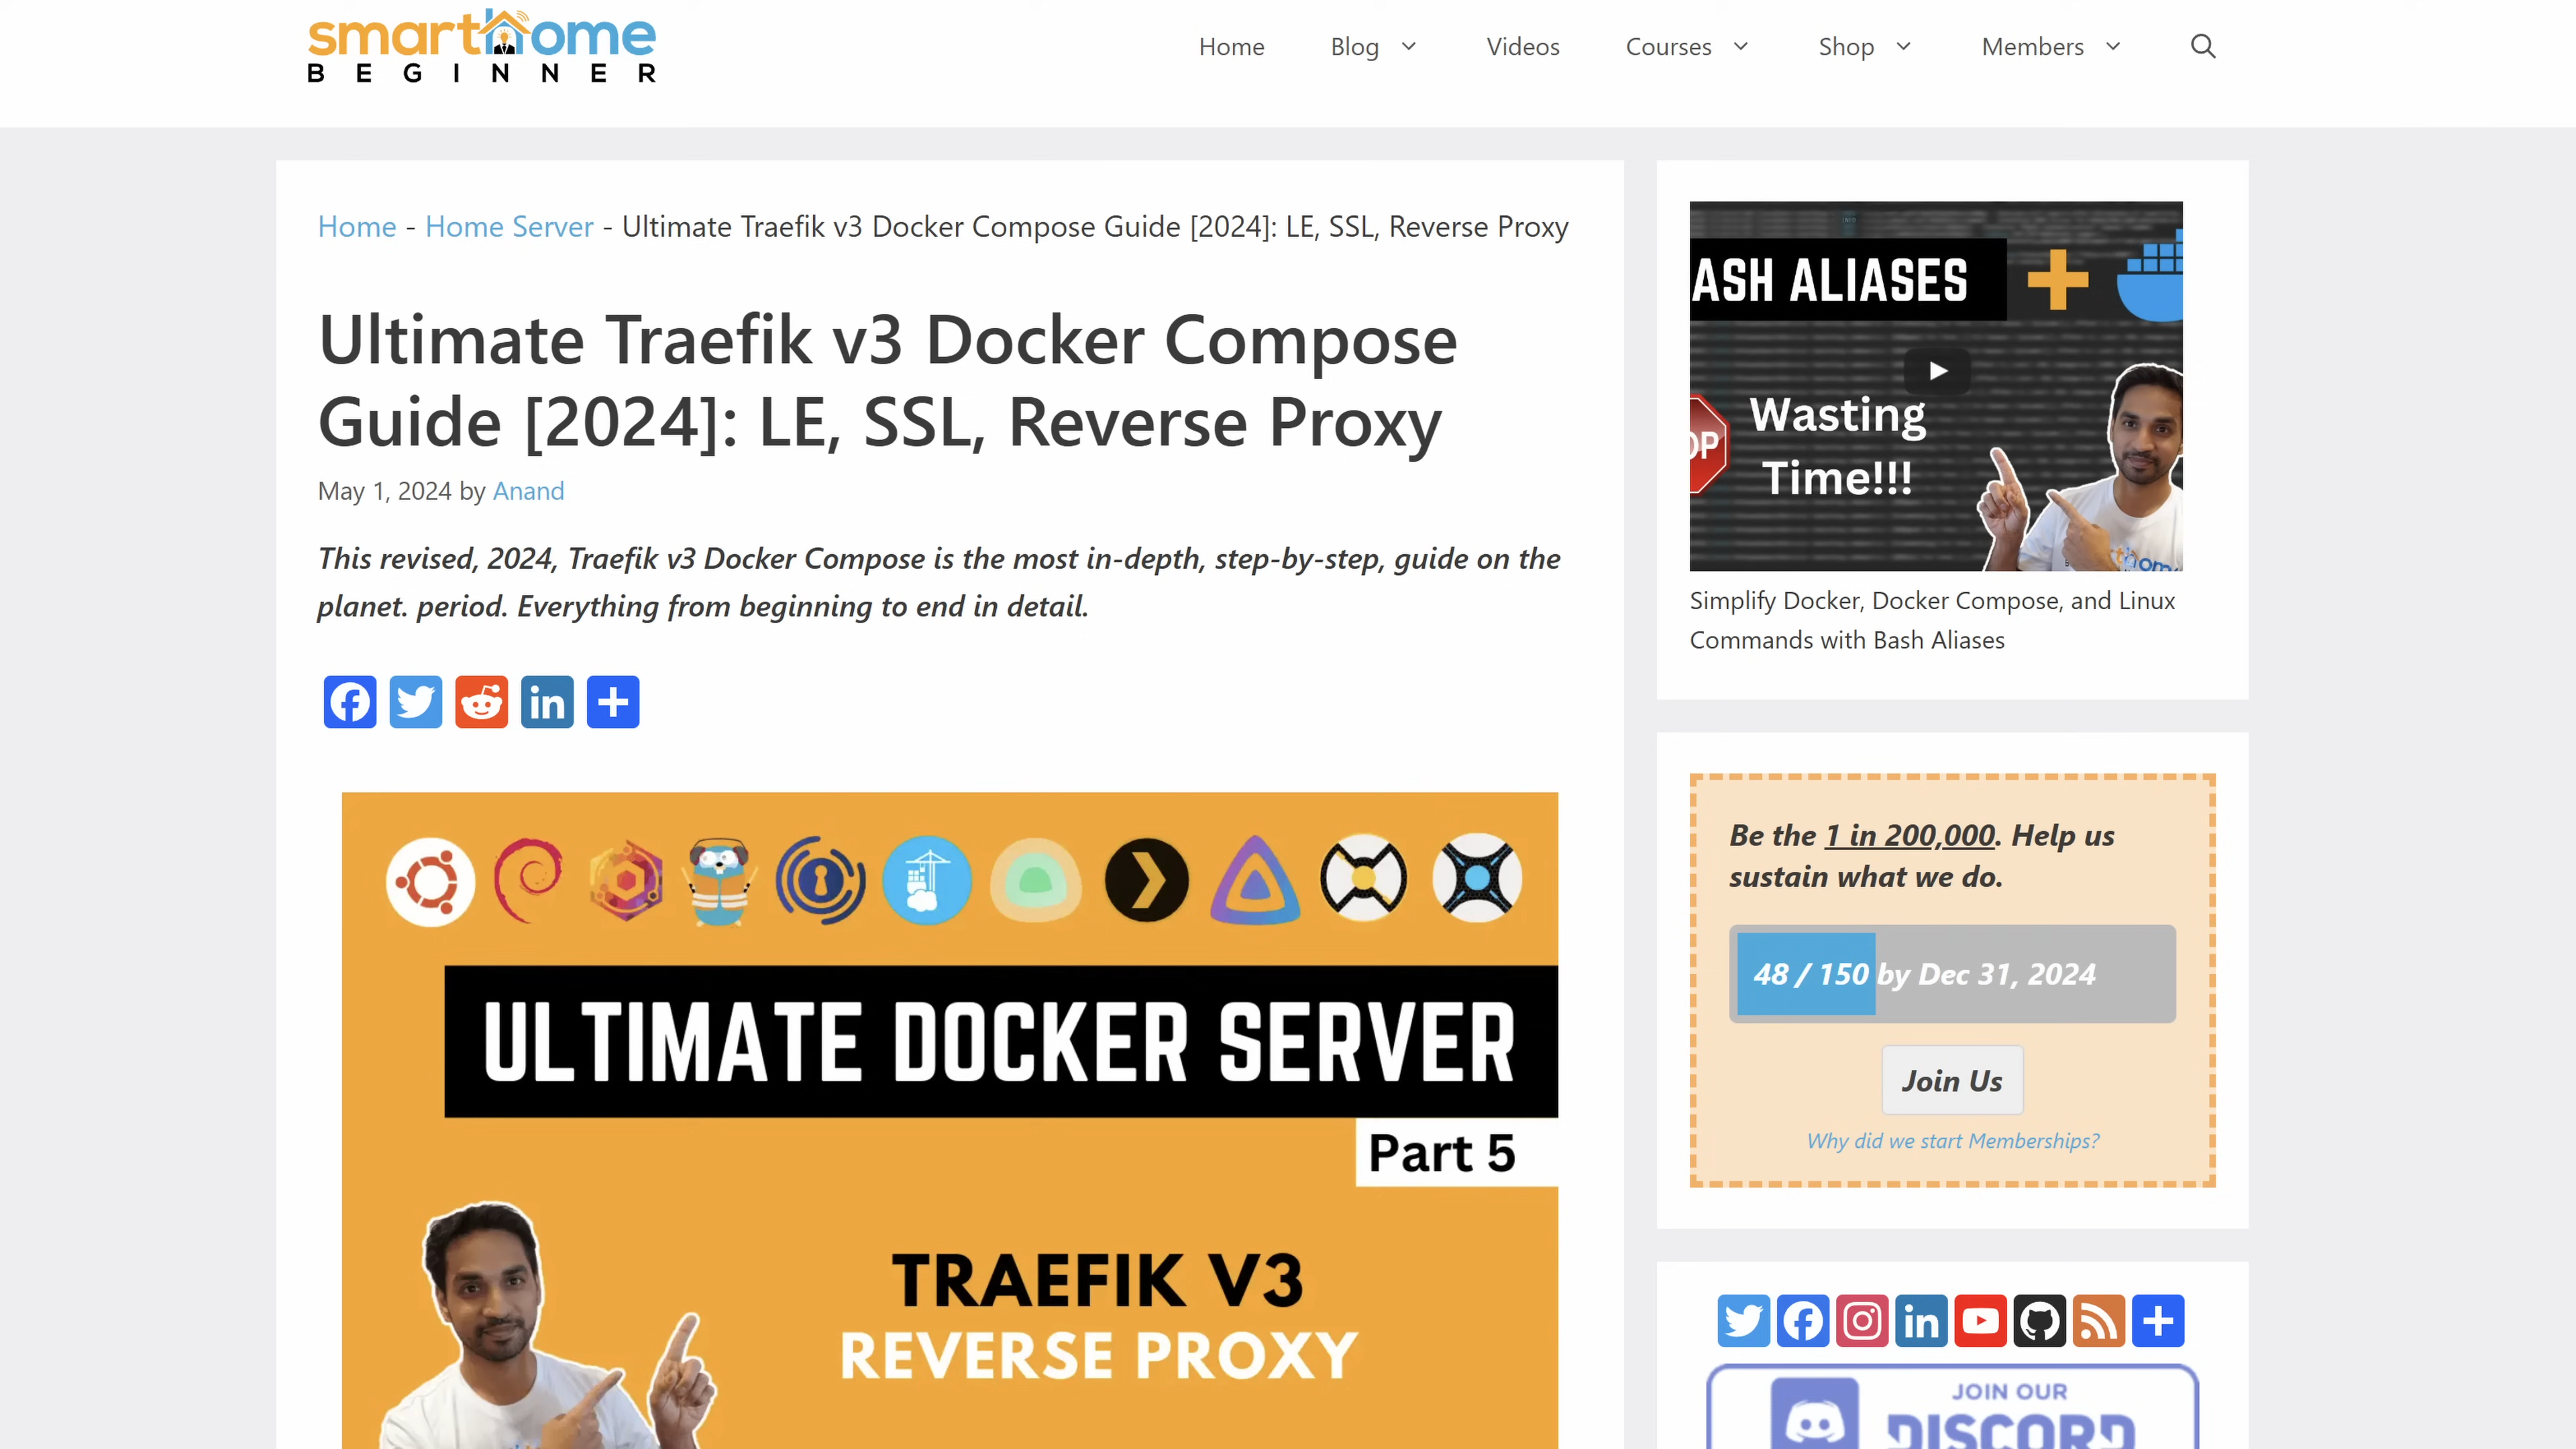 smarthome
BEGINNER
Home Blog Videos Courses Shop Members
Home - Home Server - Ultimate Traefik v3 Docker Compose Guide [2024]: LE, SSL, Reverse Proxy
Ultimate Traefik v3 Docker Compose
Guide [2024]: LE, SSL, Reverse Proxy
May 1, 2024 by Anand
This revised, 2024, Traefik v3 Docker Compose is the most in-depth, step-by-step, guide on the
planet. period. Everything from beginning to end in detail.
ULTIMATE DOCKER SERVER
Part 5
TRAEFIK V3
REVERSE PROXY
ASH ALIASES
OP
Wasting
Time!!!
Simplify Docker, Docker Compose, and Linux
Commands with Bash Aliases
Be the 1 in 200,000. Help us
sustain what we do.
48 / 150 by Dec 31, 2024
Join Us
Why did we start Memberships?
JOIN OUR
DISCORD